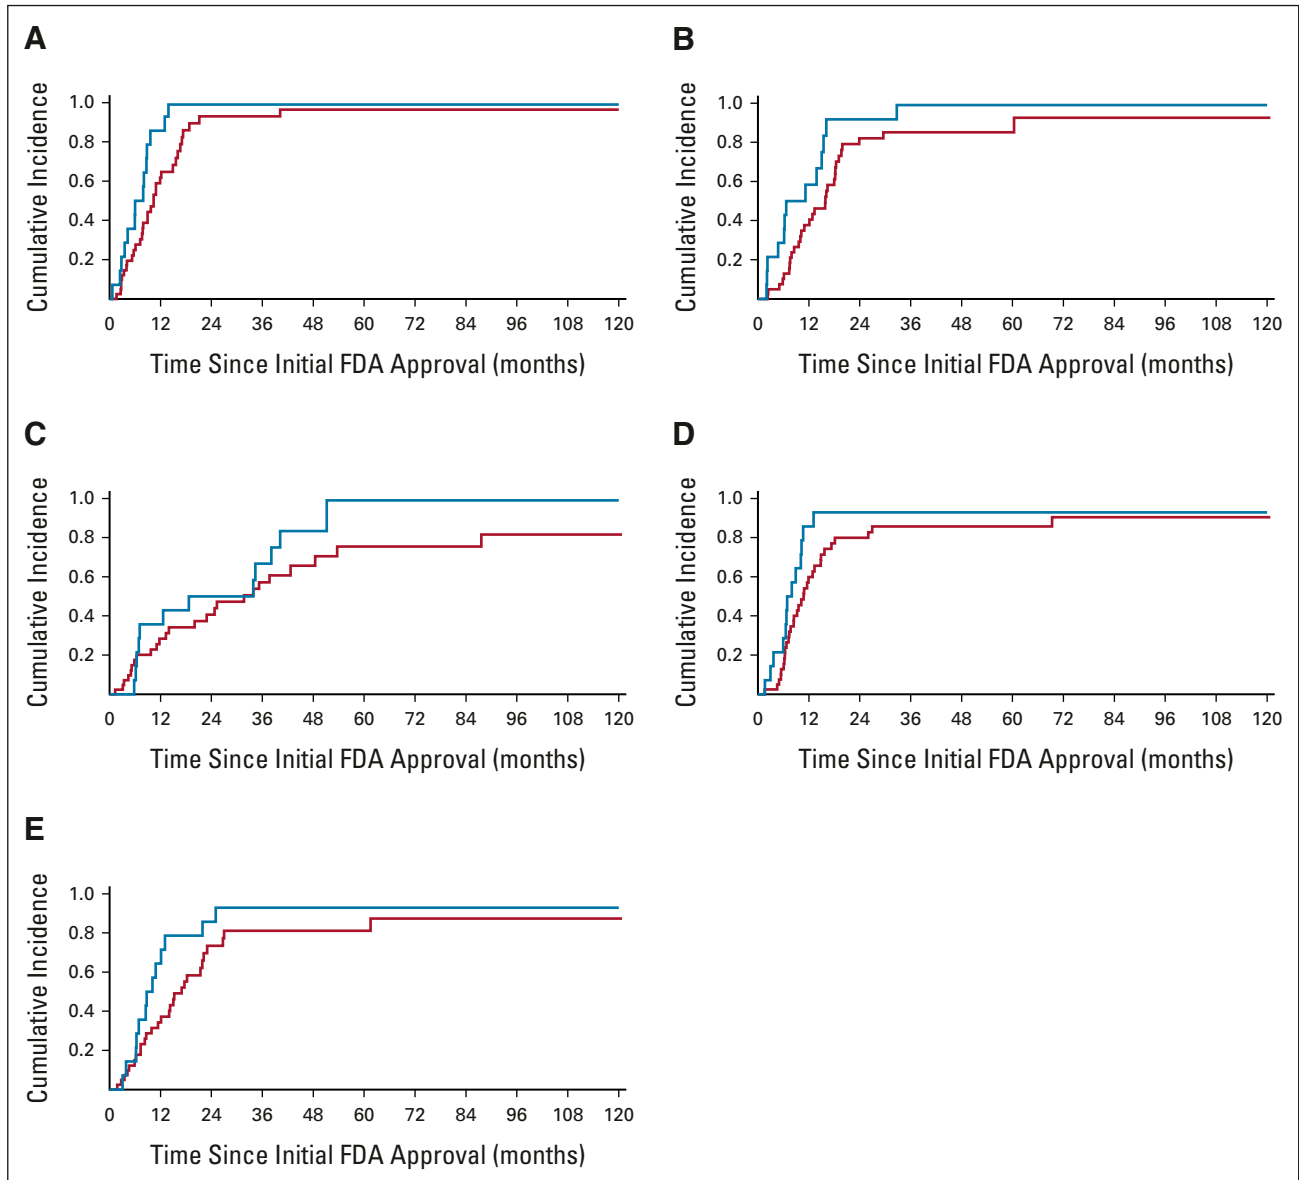 A
Cumulative Incidence
1.0
0.8
0.6
0.4
0.2
0 12 24 36 48 60 72 84 96 108 120
Time Since Initial FDA Approval (months)
B
Cumulative Incidence
1.0
0.8
0.6
0.4
0.2
0 12 24 36 48 60 72 84 96 108 120
Time Since Initial FDA Approval (months)
C
Cumulative Incidence
1.0
0.8
0.6
0.4
0.2
0 12 24 36 48 60 72 84 96 108 120
Time Since Initial FDA Approval (months)
D
Cumulative Incidence
1.0
0.8
0.6
0.4
0.2
0 12 24 36 48 60 72 84 96 108 120
Time Since Initial FDA Approval (months)
E
Cumulative Incidence
1.0
0.8
0.6
0.4
0.2
0 12 24 36 48 60 72 84 96 108 120
Time Since Initial FDA Approval (months)